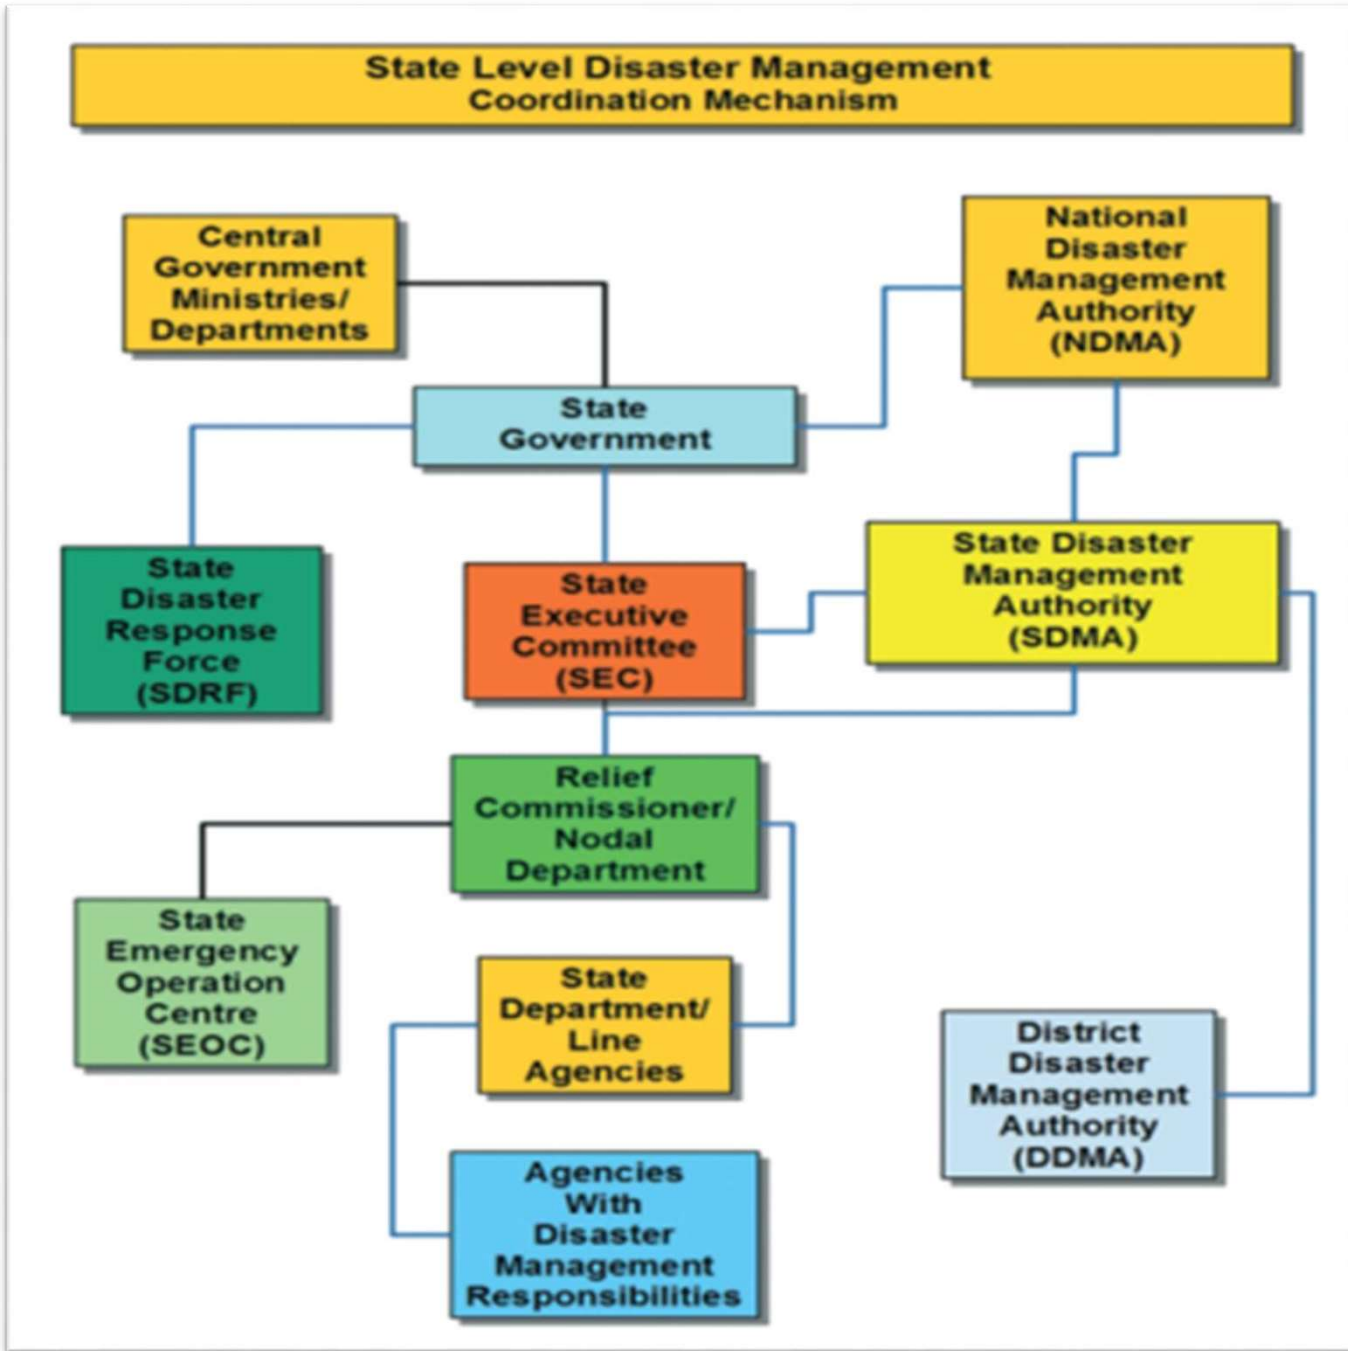 State Level Disaster Management
Coordination Mechanism
Central
Government
Ministries/
Departments
National
Disaster
Management
Authority
(NDMA)
State
Government
State
Disaster
Response
Force
(SDRF)
State
Executive
Committee
(SEC)
State Disaster
Management
Authority
(SDMA)
Relief
Commissioner/
Nodal
Department
State
Emergency
Operation
Centre
(SEOC)
State
Department/
Line
Agencies
District
Disaster
Management
Authority
(DDMA)
Agencies
With
Disaster
Management
Responsibilities